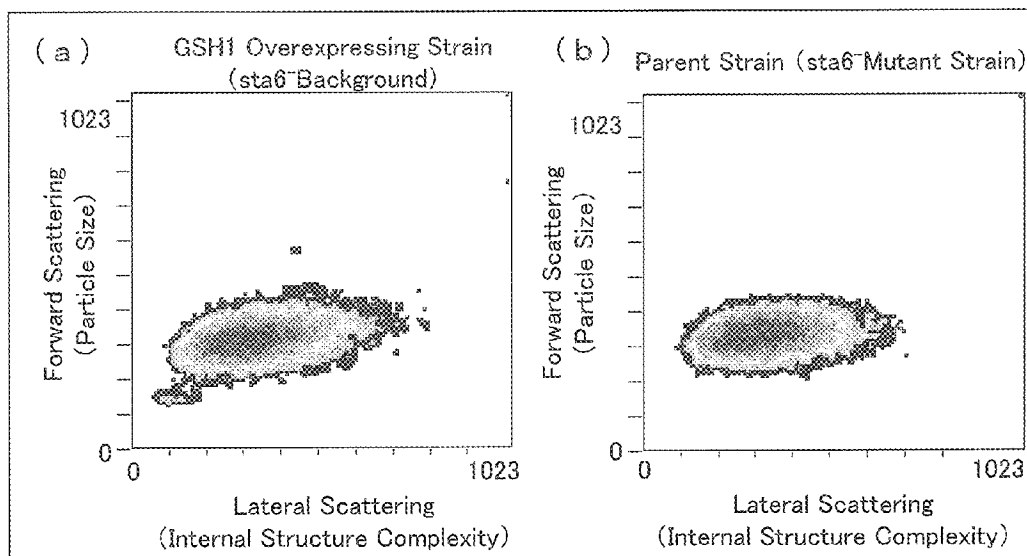 (a)
GSH1 Overexpressing Strain
(sta6⁻Background)
1023
Forward Scattering
(Particle Size)
0
0
1023
Lateral Scattering
(Internal Structure Complexity)
(b)
Parent Strain (sta6⁻Mutant Strain)
1023
Forward Scattering
(Particle Size)
0
0
1023
Lateral Scattering
(Internal Structure Complexity)